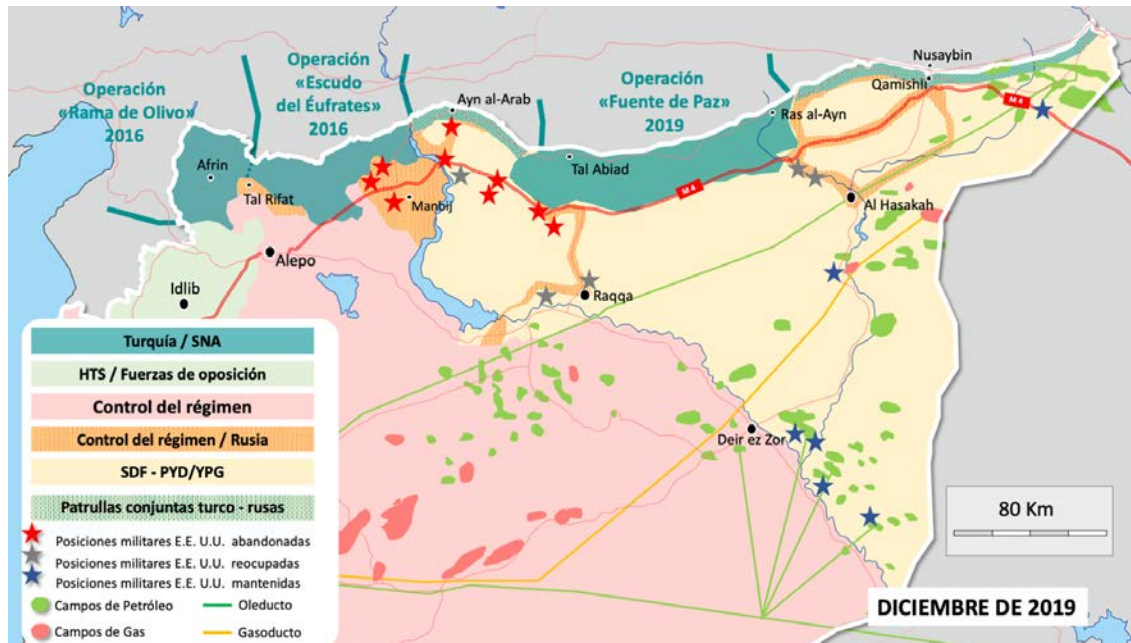 Operación
«Rama de Olivo»
2016
Operación
«Escudo
del Éufrates»
2016
Operación
«Fuente de Paz»
2019
Nusaybin
Qamishli
Ayn al-Arab
Ras al-Ayn
M 4
Afrin
Tal Abiad
Tal Rifat
Manbij
M 4
Al Hasakah
Alepo
Idlib
Raqqa
Deir ez Zor
Turquía / SNA
HTS / Fuerzas de oposición
Control del régimen
Control del régimen / Rusia
SDF - PYD/YPG
Patrullas conjuntas turco - rusas
Posiciones militares E.E. U.U. abandonadas
Posiciones militares E.E. U.U. reocupadas
Posiciones militares E.E. U.U. mantenidas
Campos de Petróleo
Oleducto
Campos de Gas
Gasoducto
80 Km
DICIEMBRE DE 2019